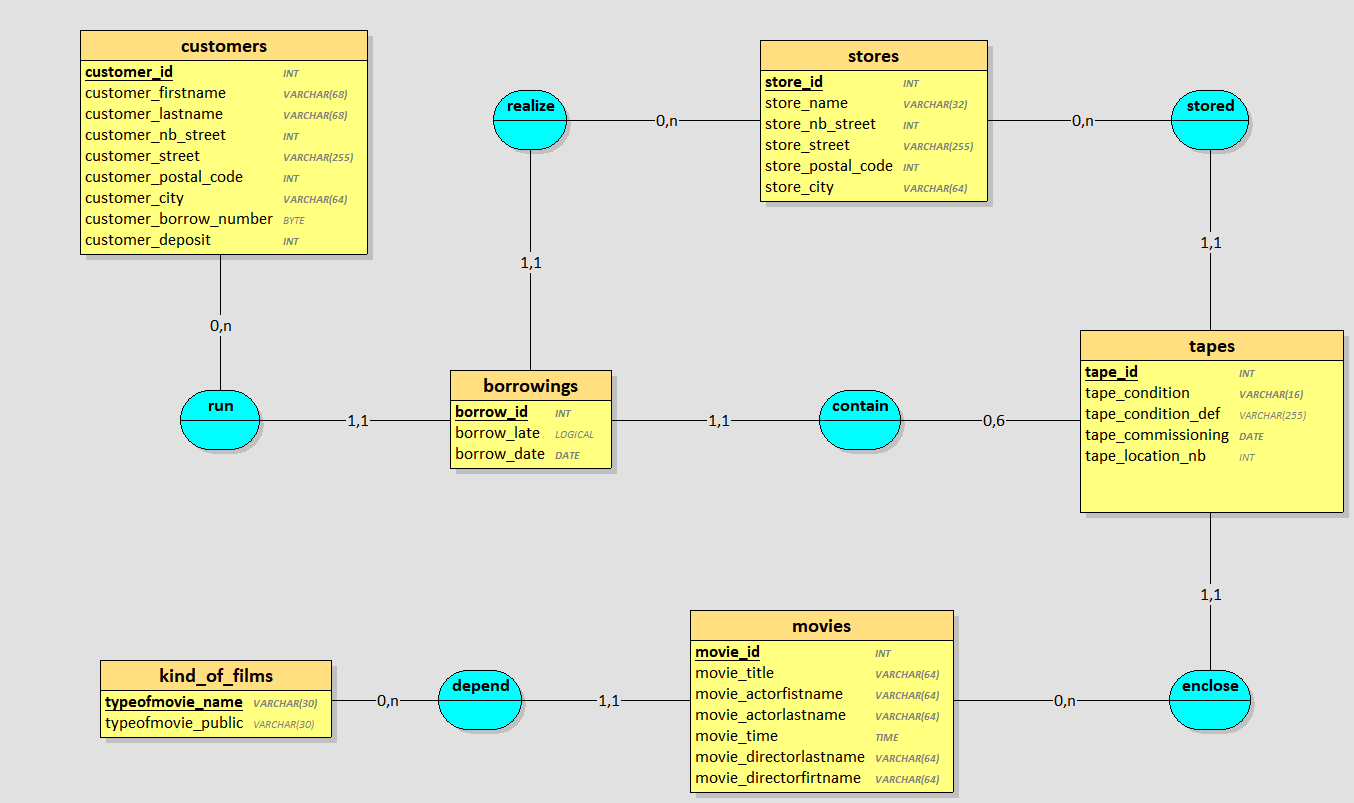 customers
customer_id INT
customer_firstname VARCHAR(68)
customer_lastname VARCHAR(68)
customer_nb_street INT
customer_street VARCHAR(255)
customer_postal_code INT
customer_city VARCHAR(64)
customer_borrow_number BYTE
customer_deposit INT
realize
0,n
stores
store_id INT
store_name VARCHAR(32)
store_nb_street INT
store_street VARCHAR(255)
store_postal_code INT
store_city VARCHAR(64)
0,n
stored
1,1
1,1
0,n
run
1,1
borrowings
borrow_id INT
borrow_late LOGICAL
borrow_date DATE
1,1
contain
0,6
tapes
tape_id INT
tape_condition VARCHAR(16)
tape_condition_def VARCHAR(255)
tape_commissioning DATE
tape_location_nb INT
1,1
kind_of_films
typeofmovie_name VARCHAR(30)
typeofmovie_public VARCHAR(30)
0,n
depend
1,1
movies
movie_id INT
movie_title VARCHAR(64)
movie_actorfistname VARCHAR(64)
movie_actorlastname VARCHAR(64)
movie_time TIME
movie_directorlastname VARCHAR(64)
movie_directorfirtname VARCHAR(64)
0,n
enclose